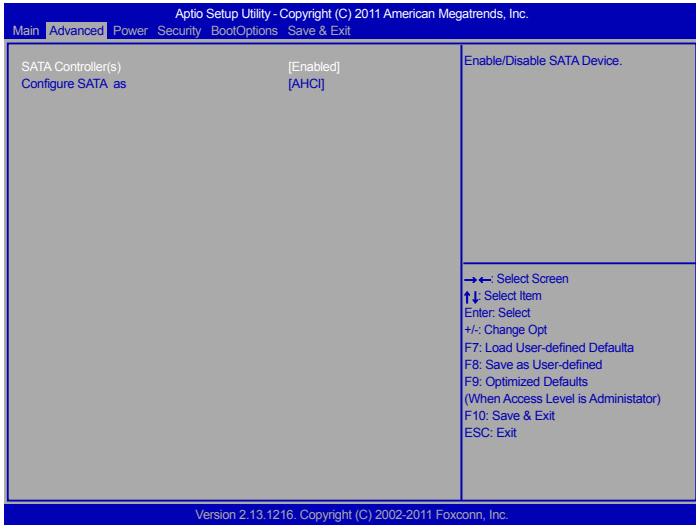 Aptio Setup Utility - Copyright (C) 2011 American Megatrends, Inc.
Main Advanced Power Security BootOptions Save & Exit
SATA Controller(s) [Enabled]
Configure SATA as [AHCI]
Enable/Disable SATA Device.
→←: Select Screen
↑↓: Select Item
Enter: Select
+/-: Change Opt
F7: Load User-defined Defaulta
F8: Save as User-defined
F9: Optimized Defaults
(When Access Level is Administator)
F10: Save & Exit
ESC: Exit
Version 2.13.1216. Copyright (C) 2002-2011 Foxconn, Inc.